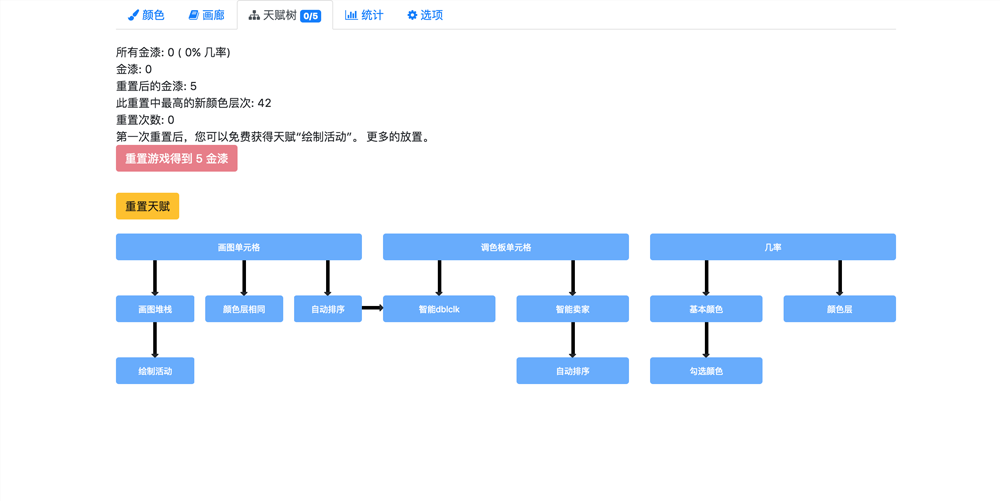 颜色 画廊 天赋树 0/5 统计 选项
所有金漆: 0 ( 0% 几率)
金漆: 0
重置后的金漆: 5
此重置中最高的新颜色层次: 42
重置次数: 0
第一次重置后，您可以免费获得天赋“绘制活动”。 更多的放置。
重置游戏得到 5 金漆
重置天赋
画图单元格 调色板单元格 几率
画图堆栈 颜色层相同 自动排序 智能dblclk 智能卖家 基本颜色 颜色层
绘制活动 自动排序 勾选颜色